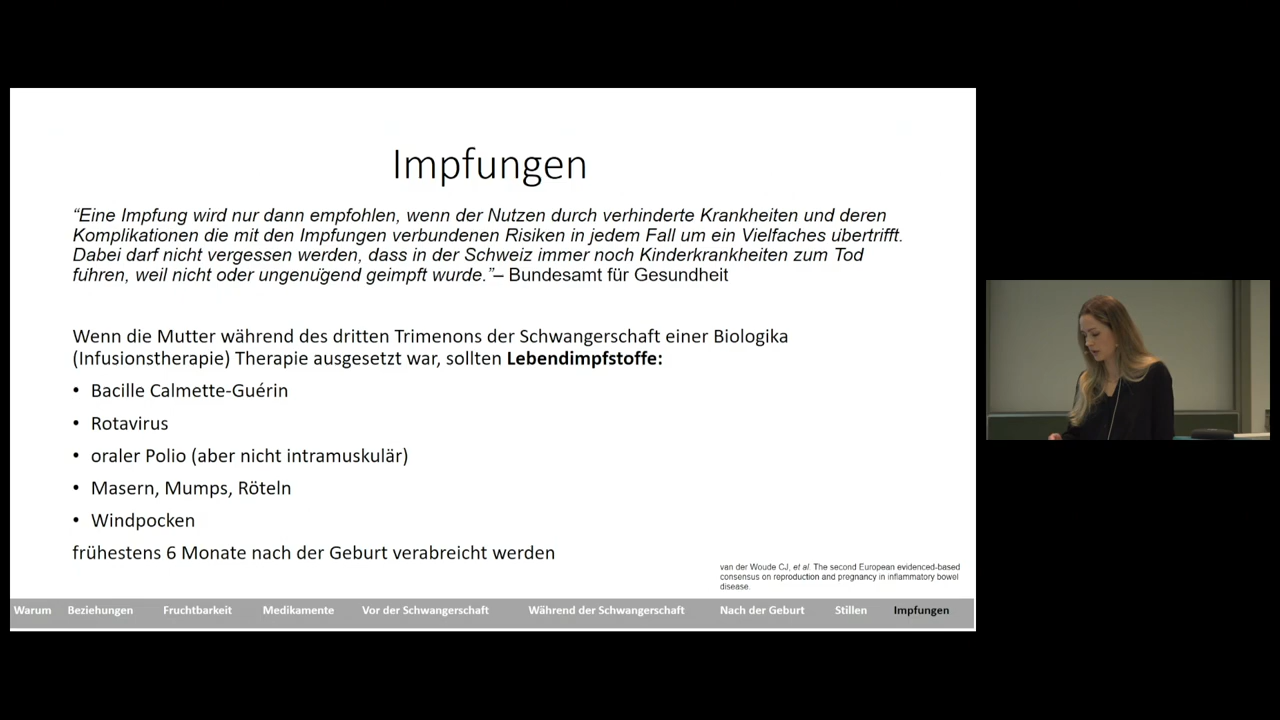 Impfungen
“Eine Impfung wird nur dann empfohlen, wenn der Nutzen durch verhinderte Krankheiten und deren
Komplikationen die mit den Impfungen verbundenen Risiken in jedem Fall um ein Vielfaches übertrifft.
Dabei darf nicht vergessen werden, dass in der Schweiz immer noch Kinderkrankheiten zum Tod
führen, weil nicht oder ungenügend geimpft wurde.”– Bundesamt für Gesundheit
Wenn die Mutter während des dritten Trimenons der Schwangerschaft einer Biologika
(Infusionstherapie) Therapie ausgesetzt war, sollten Lebendimpfstoffe:
• Bacille Calmette-Guérin
• Rotavirus
• oraler Polio (aber nicht intramuskulär)
• Masern, Mumps, Röteln
• Windpocken
frühestens 6 Monate nach der Geburt verabreicht werden
van der Woude CJ, et al. The second European evidenced-based
consensus on reproduction and pregnancy in inflammatory bowel
disease.
Warum Beziehungen Fruchtbarkeit Medikamente Vor der Schwangerschaft Während der Schwangerschaft Nach der Geburt Stillen Impfungen